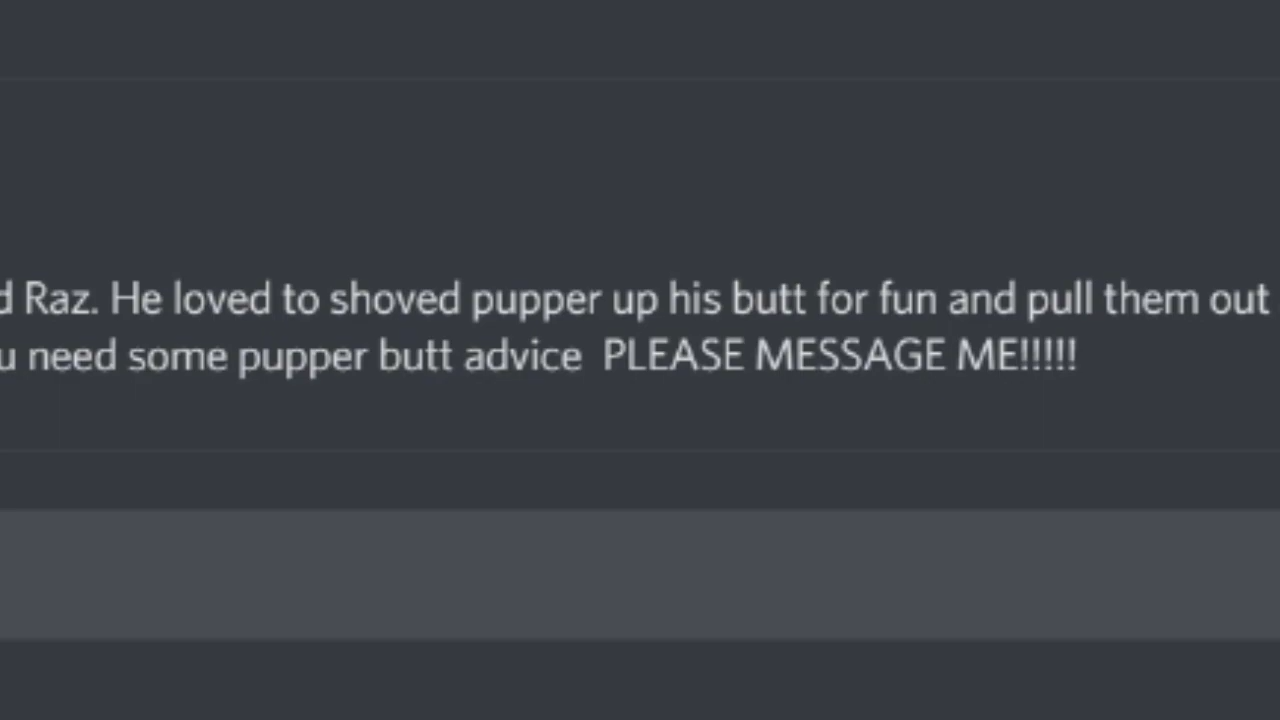 d Raz. He loved to shoved pupper up his butt for fun and pull them out
u need some pupper butt advice  PLEASE MESSAGE ME!!!!!